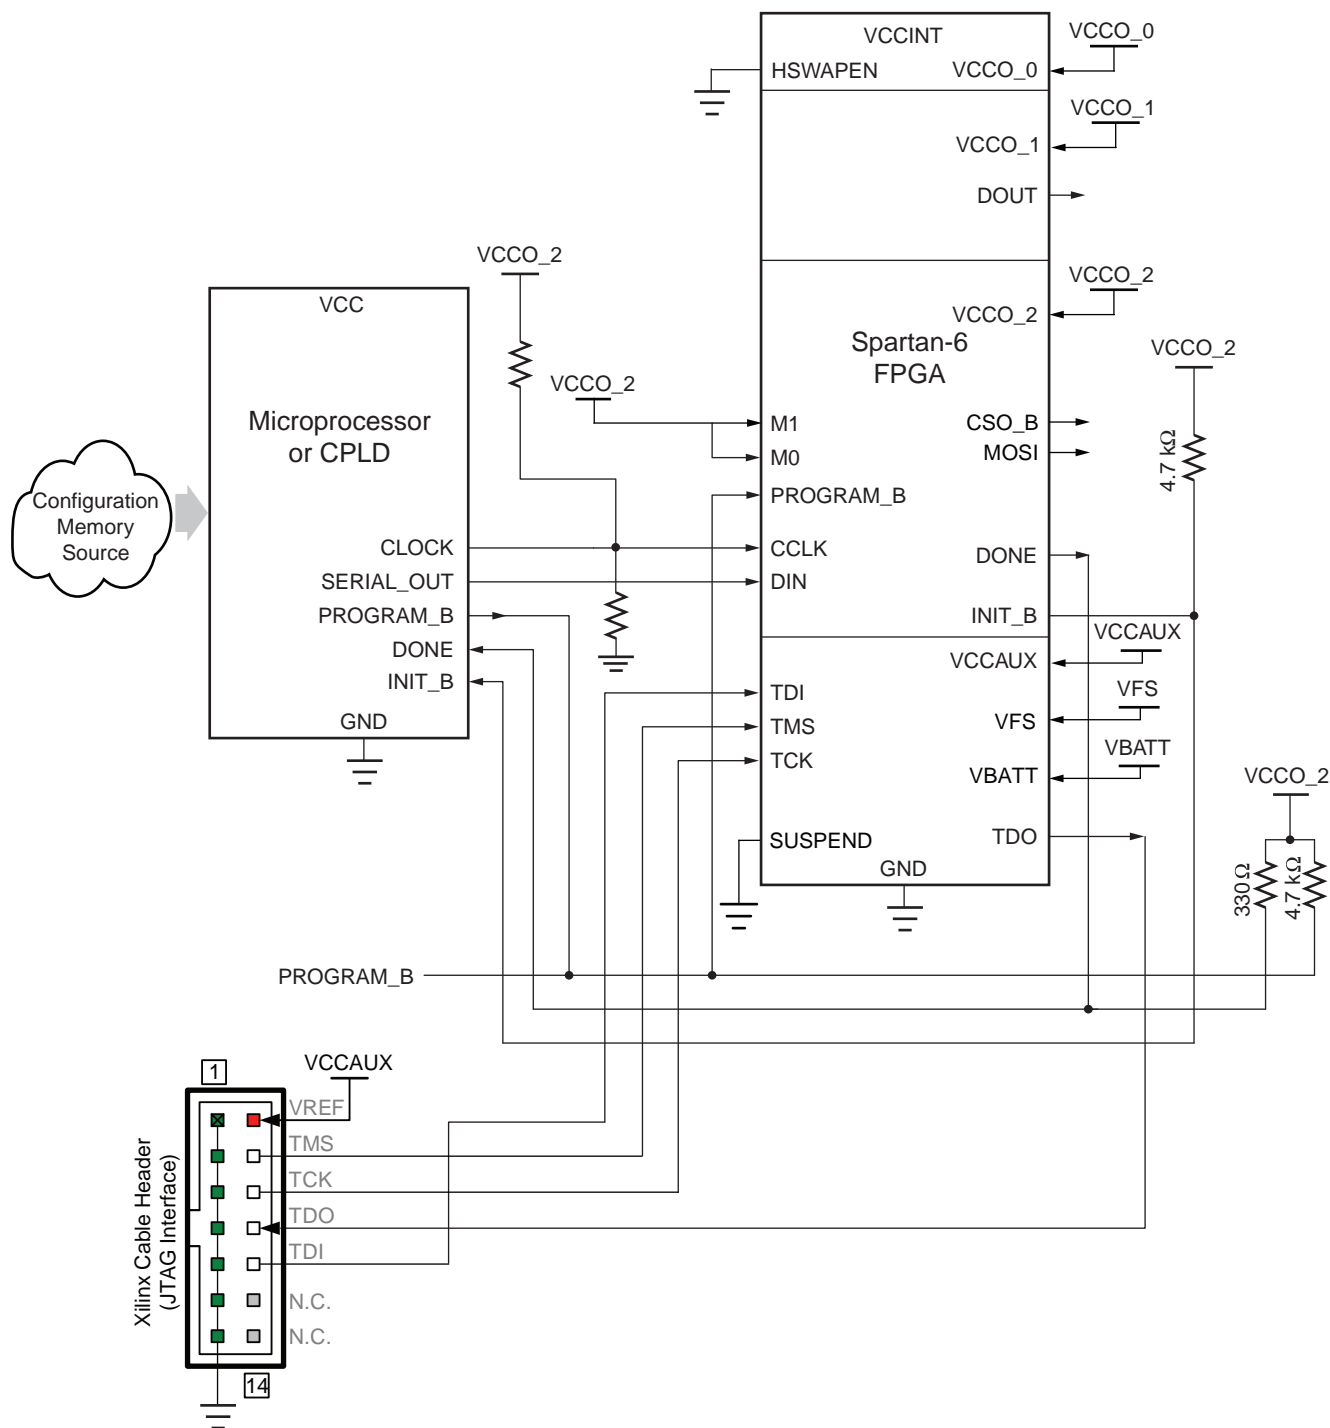 VCCINT
VCCO_0
HSWAPEN
VCCO_0
VCCO_1
VCCO_1
DOUT
VCCO_2
VCCO_2
VCC
VCCO_2
Spartan-6
FPGA
VCCO_2
VCCO_2
Microprocessor
or CPLD
M1
CSO_B
M0
MOSI
4.7 kΩ
Configuration
Memory
Source
PROGRAM_B
CLOCK
CCLK
DONE
SERIAL_OUT
DIN
PROGRAM_B
INIT_B
DONE
VCCAUX
VCCAUX
INIT_B
TDI
VFS
GND
TMS
VFS
TCK
VBATT
VBATT
VCCO_2
SUSPEND
TDO
GND
330Ω
4.7 kΩ
PROGRAM_B
1
VCCAUX
VREF
TMS
TCK
TDO
TDI
N.C.
N.C.
Xilinx Cable Header
(JTAG Interface)
14